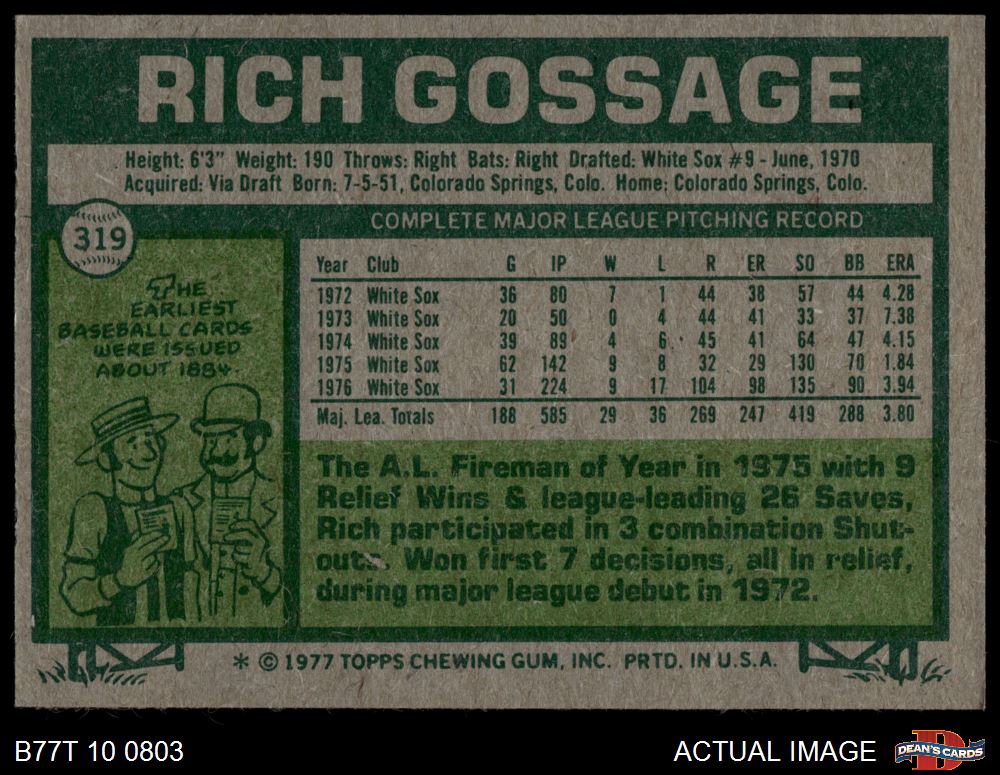 RICH GOSSAGE
Height: 6'3" Weight: 190 Throws: Right Bats: Right Drafted: White Sox #9 - June, 1970
Acquired: Via Draft Born: 7-5-51, Colorado Springs, Colo. Home: Colorado Springs, Colo.
319
COMPLETE MAJOR LEAGUE PITCHING RECORD
THE
EARLIEST
BASEBALL CARDS
WERE ISSUED
ABOUT 1884.
Year Club G IP W L R ER SO BB ERA
1972 White Sox 36 80 7 1 44 38 57 44 4.28
1973 White Sox 20 50 0 4 44 41 33 37 7.38
1974 White Sox 39 89 4 6 45 41 64 47 4.15
1975 White Sox 62 142 9 8 32 29 130 70 1.84
1976 White Sox 31 224 9 17 104 98 135 90 3.94
Maj. Lea. Totals 188 585 29 36 269 247 419 288 3.80
The A.L. Fireman of Year in 1975 with 9
Relief Wins & league-leading 26 Saves,
Rich participated in 3 combination Shut-
outs. Won first 7 decisions, all in relief,
during major league debut in 1972.
* © 1977 TOPPS CHEWING GUM, INC. PRTD. IN U.S.A.
B77T 10 0803
ACTUAL IMAGE
DEAN'S CARDS